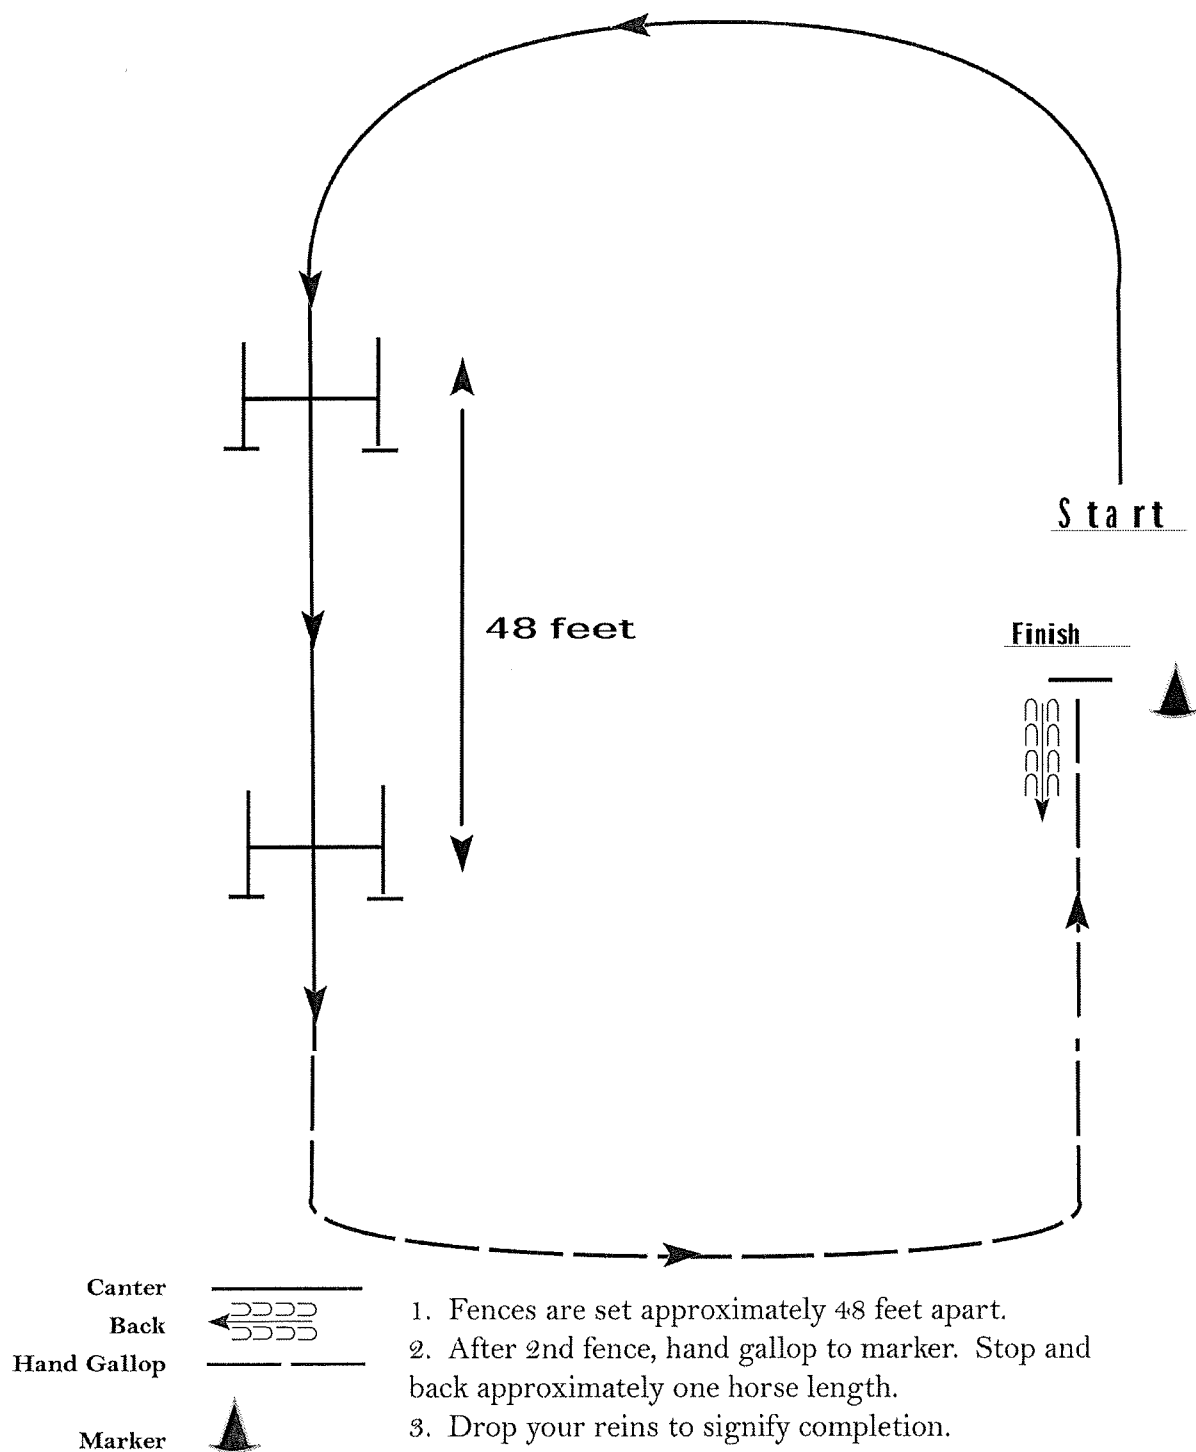 Start
48 feet
Finish
Canter
Back
Hand Gallop
Marker
1. Fences are set approximately 48 feet apart.
2. After 2nd fence, hand gallop to marker. Stop and
back approximately one horse length.
3. Drop your reins to signify completion.